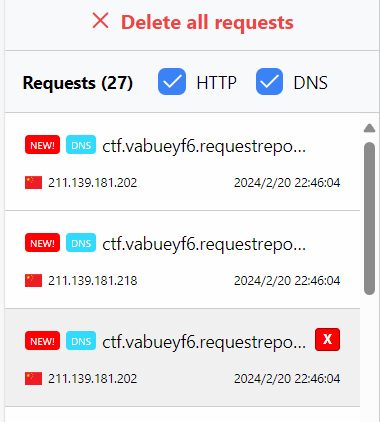 Delete all requests
Requests (27) HTTP DNS
NEW! DNS ctf.vabueyf6.requestrepo...
211.139.181.202 2024/2/20 22:46:04
NEW! DNS ctf.vabueyf6.requestrepo...
211.139.181.218 2024/2/20 22:46:04
NEW! DNS ctf.vabueyf6.requestrepo... X
211.139.181.202 2024/2/20 22:46:04